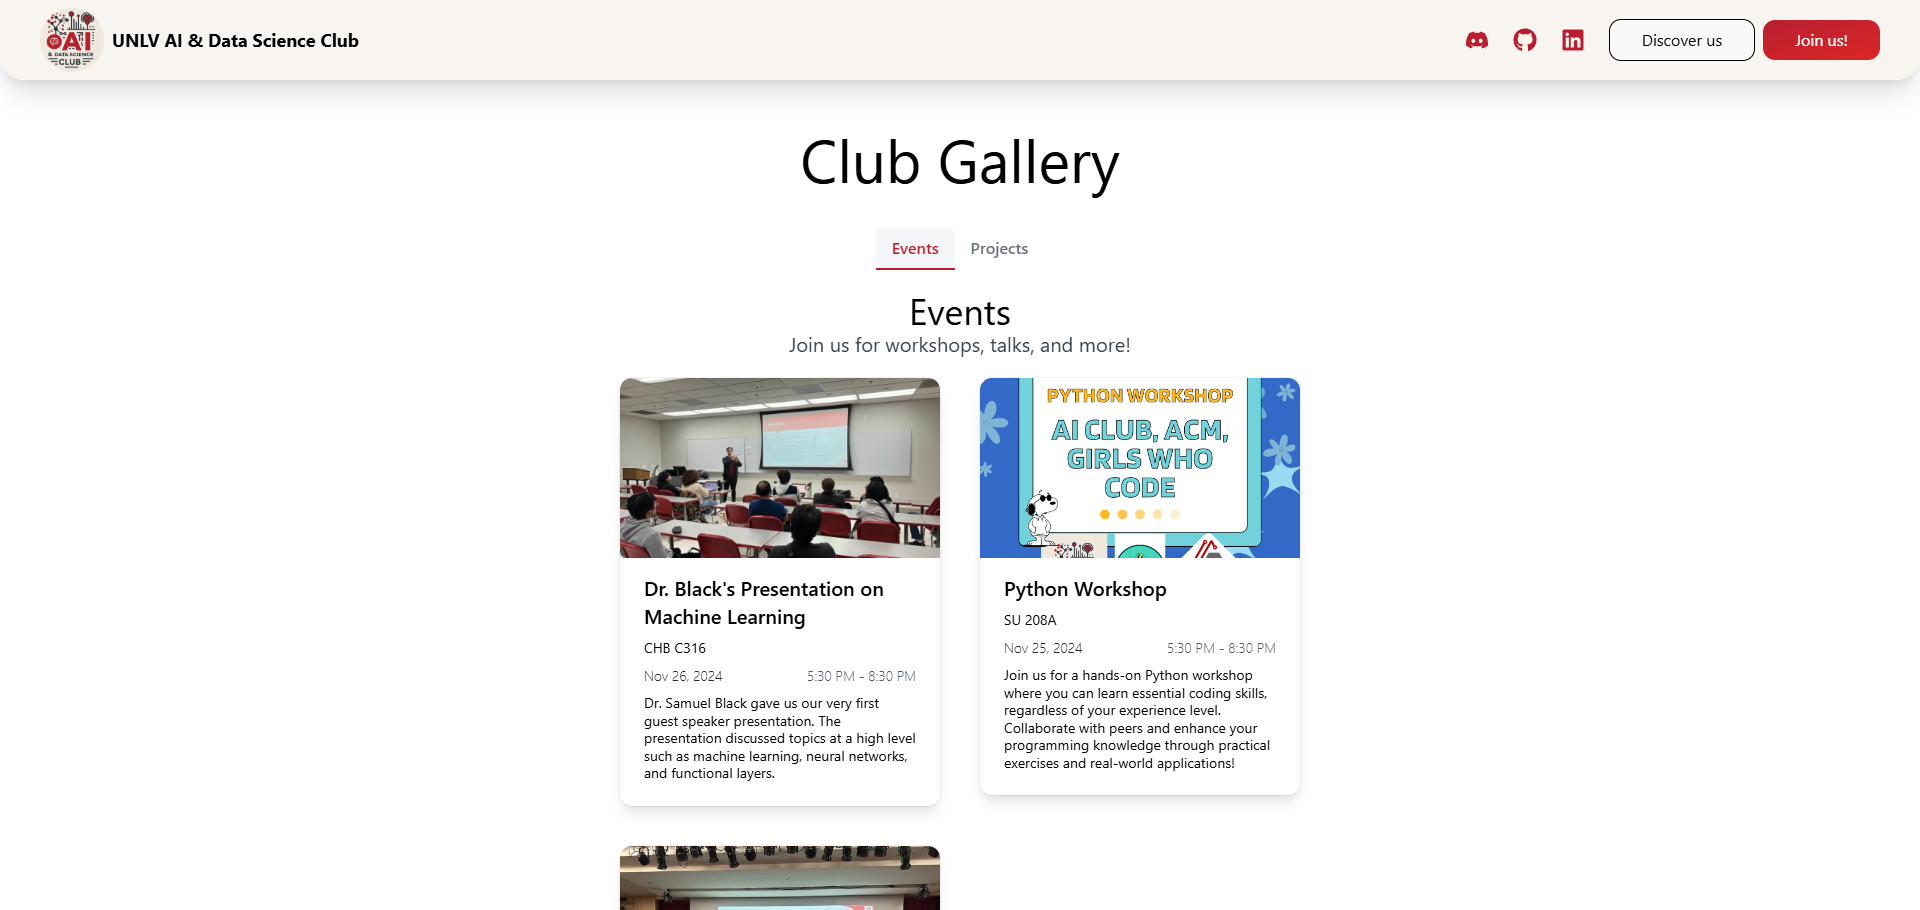 AI
& DATA SCIENCE
CLUB
UNLV AI & Data Science Club
Discover us
Join us!
Club Gallery
Events
Projects
Events
Join us for workshops, talks, and more!
PYTHON WORKSHOP
AI CLUB, ACM,
GIRLS WHO
CODE
Dr. Black's Presentation on
Machine Learning
CHB C316
Nov 26, 2024
5:30 PM - 8:30 PM
Dr. Samuel Black gave us our very first
guest speaker presentation. The
presentation discussed topics at a high level
such as machine learning, neural networks,
and functional layers.
Python Workshop
SU 208A
Nov 25, 2024
5:30 PM - 8:30 PM
Join us for a hands-on Python workshop
where you can learn essential coding skills,
regardless of your experience level.
Collaborate with peers and enhance your
programming knowledge through practical
exercises and real-world applications!